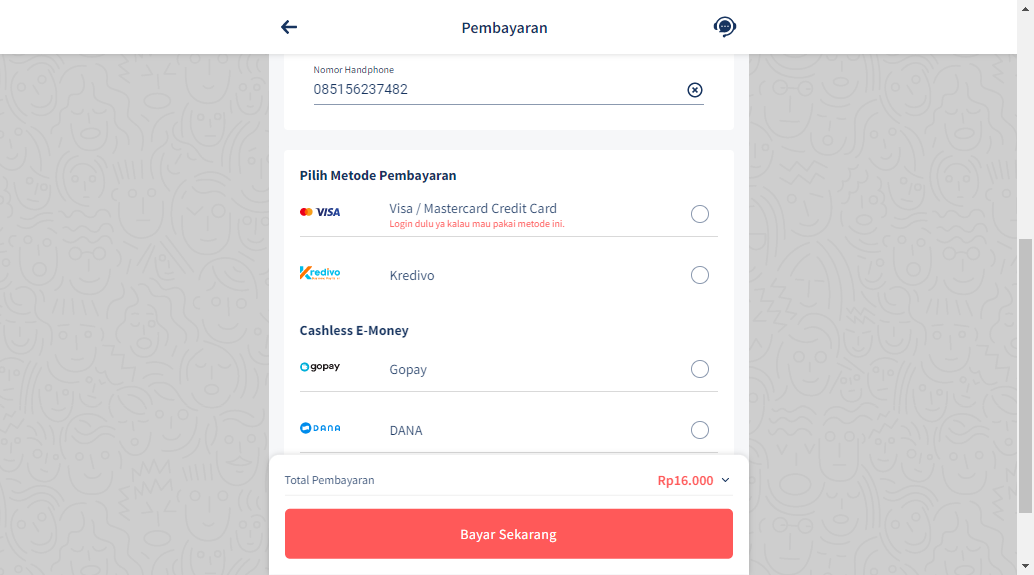 Pembayaran
Nomor Handphone
085156237482
Pilih Metode Pembayaran
VISA
Visa / Mastercard Credit Card
Login dulu ya kalau mau pakai metode ini.
Kredivo
Kredivo
Cashless E-Money
gopay
Gopay
DANA
DANA
Total Pembayaran
Rp16.000
Bayar Sekarang